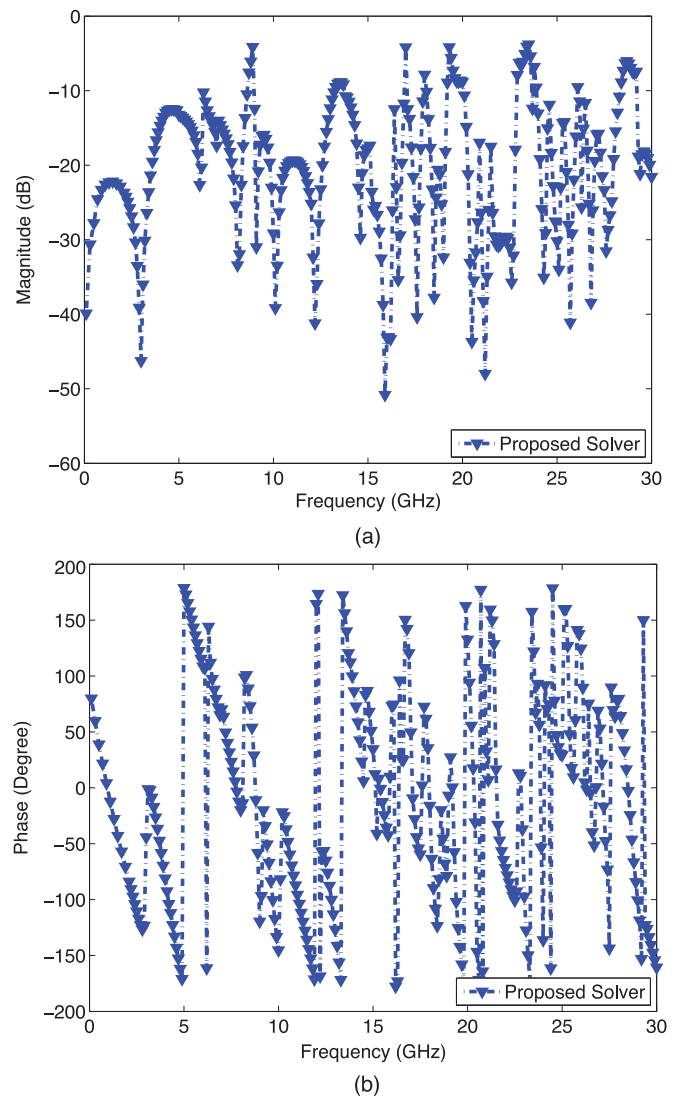 0
−10
−20
−30
−40
−50
−60
Magnitude (dB)
Proposed Solver
0 5 10 15 20 25 30
Frequency (GHz)
(a)
200
150
100
50
0
−50
−100
−150
−200
Phase (Degree)
Proposed Solver
0 5 10 15 20 25 30
Frequency (GHz)
(b)